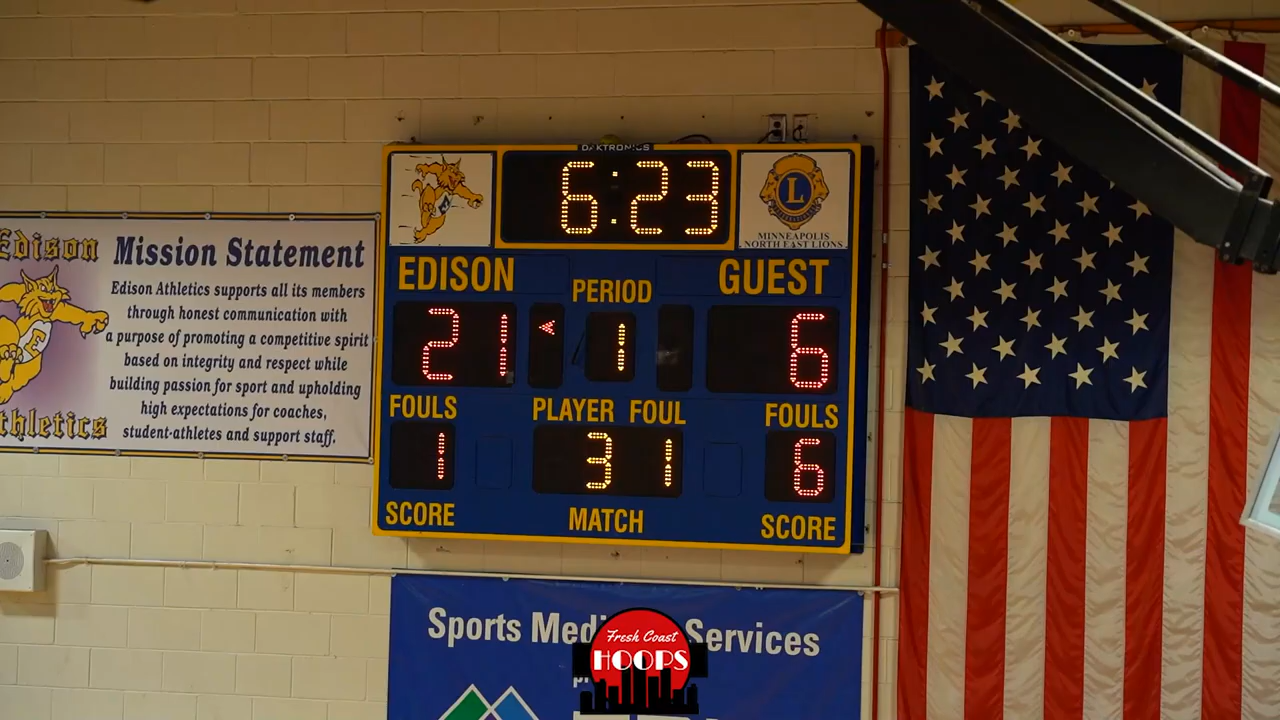 DAKTRONICS
6:23
L
MINNEAPOLIS
NORTH EAST LIONS
EDISON
PERIOD
GUEST
21
1
6
FOULS
PLAYER FOUL
FOULS
1
3 1
6
SCORE
MATCH
SCORE
Edison
Athletics
Mission Statement
Edison Athletics supports all its members
through honest communication with
a purpose of promoting a competitive spirit
based on integrity and respect while
building passion for sport and upholding
high expectations for coaches,
student-athletes and support staff.
Sports Medi Services
Fresh Coast
HOOPS